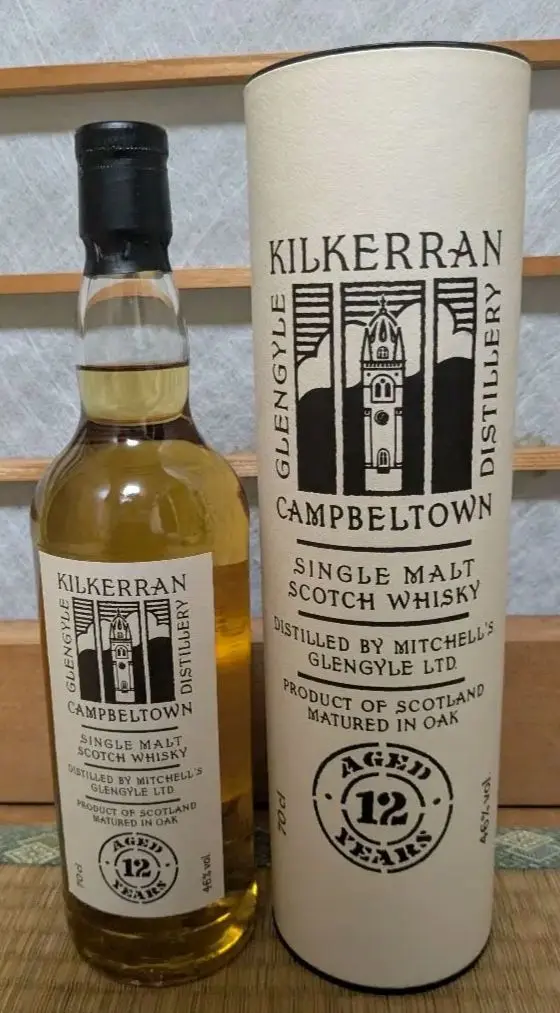 KILKERRAN
GLENGYLE
DISTILLERY
CAMPBELTOWN
SINGLE MALT
SCOTCH WHISKY
DISTILLED BY MITCHELL'S
GLENGYLE LTD
PRODUCT OF SCOTLAND
MATURED IN OAK
AGED
12
YEARS
70cl
46% vol
KILKERRAN
GLENGYLE
DISTILLERY
CAMPBELTOWN
SINGLE MALT
SCOTCH WHISKY
DISTILLED BY MITCHELL'S
GLENGYLE LTD.
PRODUCT OF SCOTLAND
MATURED IN OAK
AGED
12
YEARS
70cl
46% vol